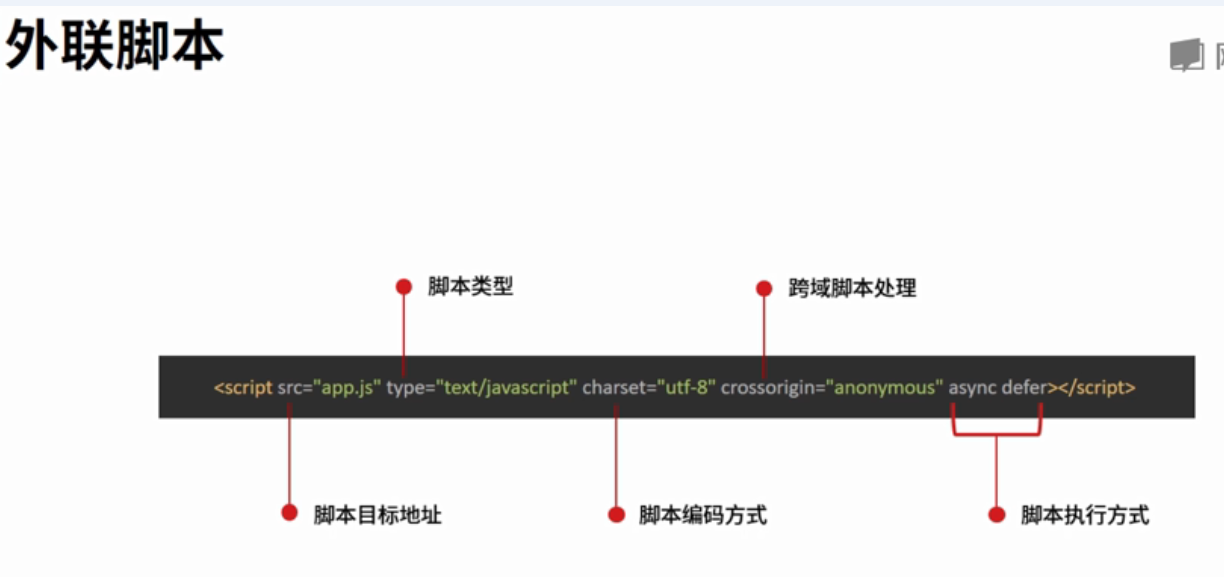 外联脚本
脚本类型
跨域脚本处理
<script src="app.js" type="text/javascript" charset="utf-8" crossorigin="anonymous" async defer></script>
脚本目标地址
脚本编码方式
脚本执行方式